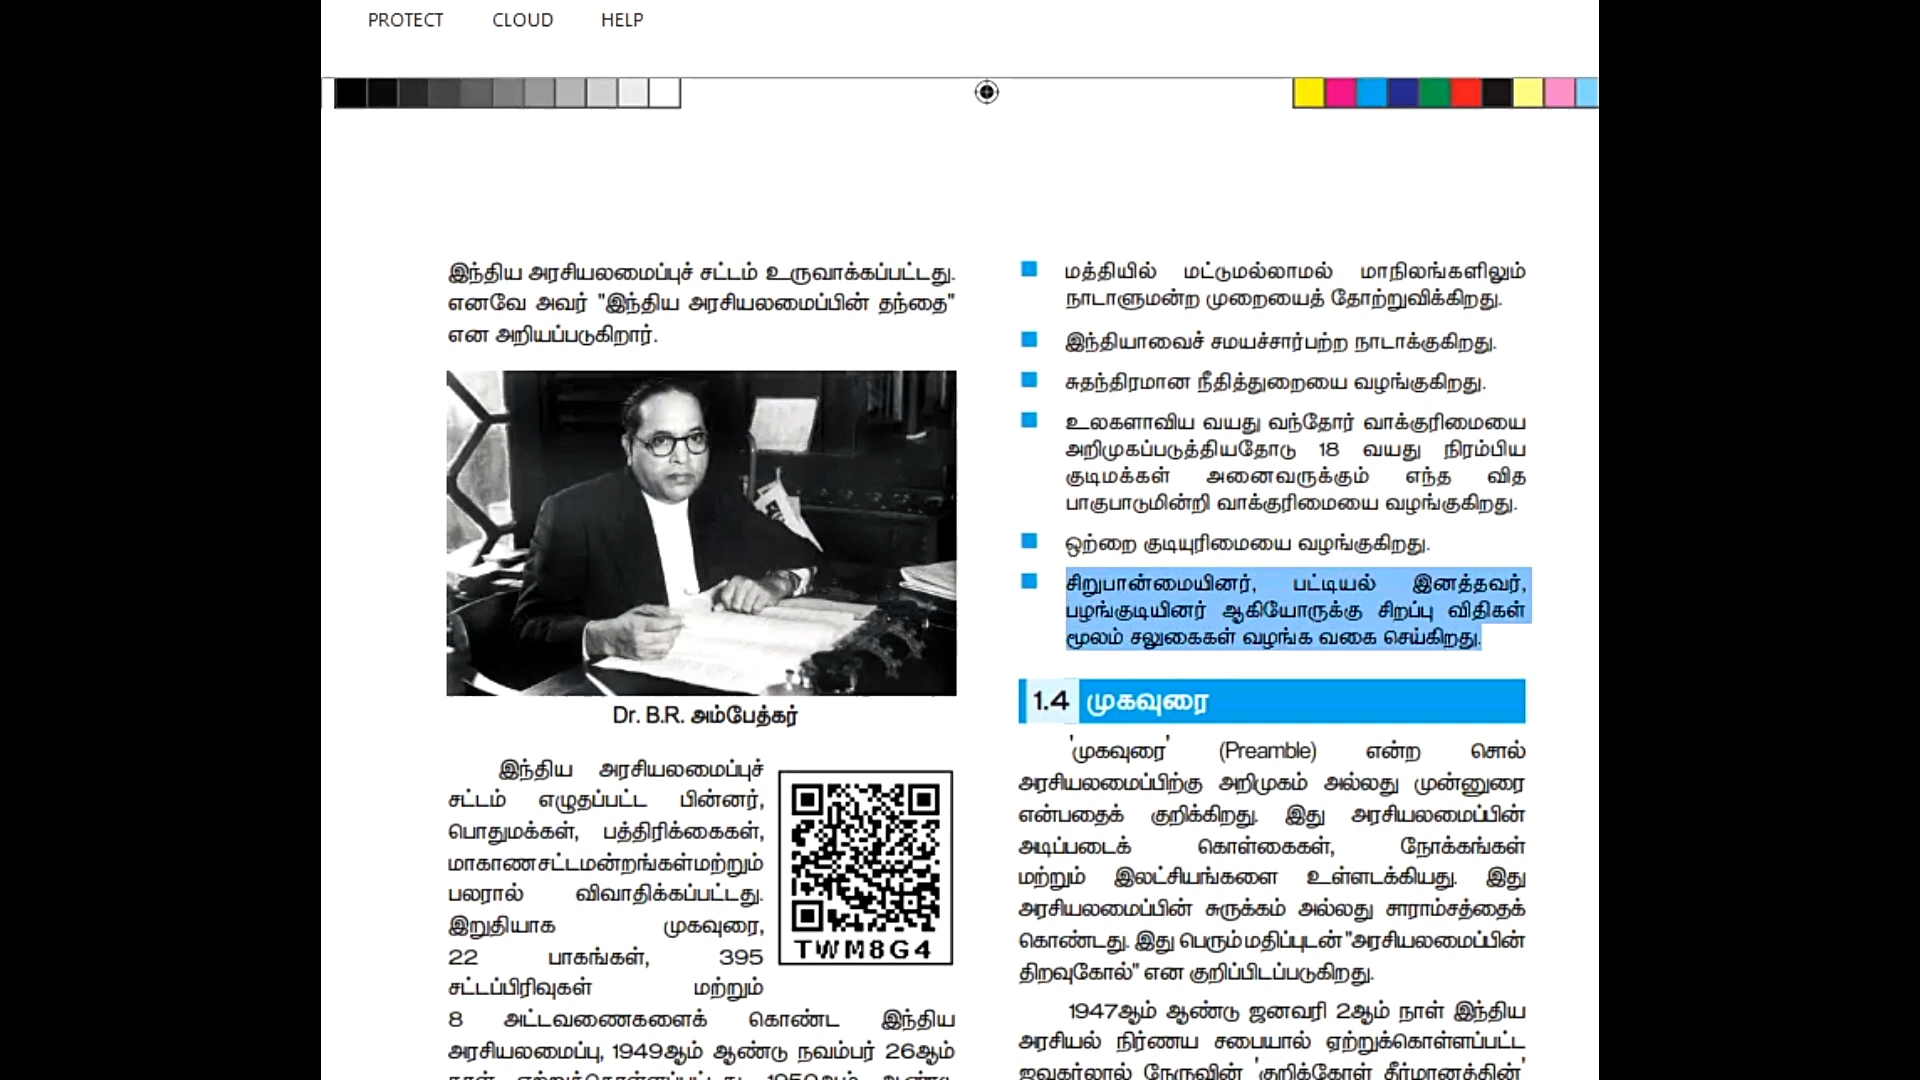 PROTECT CLOUD HELP
இந்திய அரசியலமைப்புச் சட்டம் உருவாக்கப்பட்டது.
எனவே அவர் "இந்திய அரசியலமைப்பின் தந்தை"
என அறியப்படுகிறார்.
Dr. B.R. அம்பேத்கர்
இந்திய அரசியலமைப்புச்
சட்டம் எழுதப்பட்ட பின்னர்,
பொதுமக்கள், பத்திரிக்கைகள்,
மாகாணசட்டமன்றங்கள்மற்றும்
பலரால் விவாதிக்கப்பட்டது.
இறுதியாக முகவுரை,
22 பாகங்கள், 395
சட்டப்பிரிவுகள் மற்றும்
TWM8G4
8 அட்டவணைகளைக் கொண்ட இந்திய
அரசியலமைப்பு, 1949ஆம் ஆண்டு நவம்பர் 26ஆம்
மத்தியில் மட்டுமல்லாமல் மாநிலங்களிலும்
நாடாளுமன்ற முறையைத் தோற்றுவிக்கிறது.
இந்தியாவைச் சமயச்சார்பற்ற நாடாக்குகிறது.
சுதந்திரமான நீதித்துறையை வழங்குகிறது.
உலகளாவிய வயது வந்தோர் வாக்குரிமையை
அறிமுகப்படுத்தியதோடு 18 வயது நிரம்பிய
குடிமக்கள் அனைவருக்கும் எந்த வித
பாகுபாடுமின்றி வாக்குரிமையை வழங்குகிறது.
ஒற்றை குடியுரிமையை வழங்குகிறது.
சிறுபான்மையினர், பட்டியல் இனத்தவர்,
பழங்குடியினர் ஆகியோருக்கு சிறப்பு விதிகள்
மூலம் சலுகைகள் வழங்க வகை செய்கிறது.
1.4 முகவுரை
'முகவுரை' (Preamble) என்ற சொல்
அரசியலமைப்பிற்கு அறிமுகம் அல்லது முன்னுரை
என்பதைக் குறிக்கிறது. இது அரசியலமைப்பின்
அடிப்படைக் கொள்கைகள், நோக்கங்கள்
மற்றும் இலட்சியங்களை உள்ளடக்கியது. இது
அரசியலமைப்பின் சுருக்கம் அல்லது சாராம்சத்தைக்
கொண்டது. இது பெரும்மதிப்புடன் "அரசியலமைப்பின்
திறவுகோல்" என குறிப்பிடப்படுகிறது.
1947ஆம் ஆண்டு ஜனவரி 2ஆம் நாள் இந்திய
அரசியல் நிர்ணய சபையால் ஏற்றுக்கொள்ளப்பட்ட
ஜவகர்லால் நேருவின் 'குறிக்கோள் தீர்மானத்தின்'